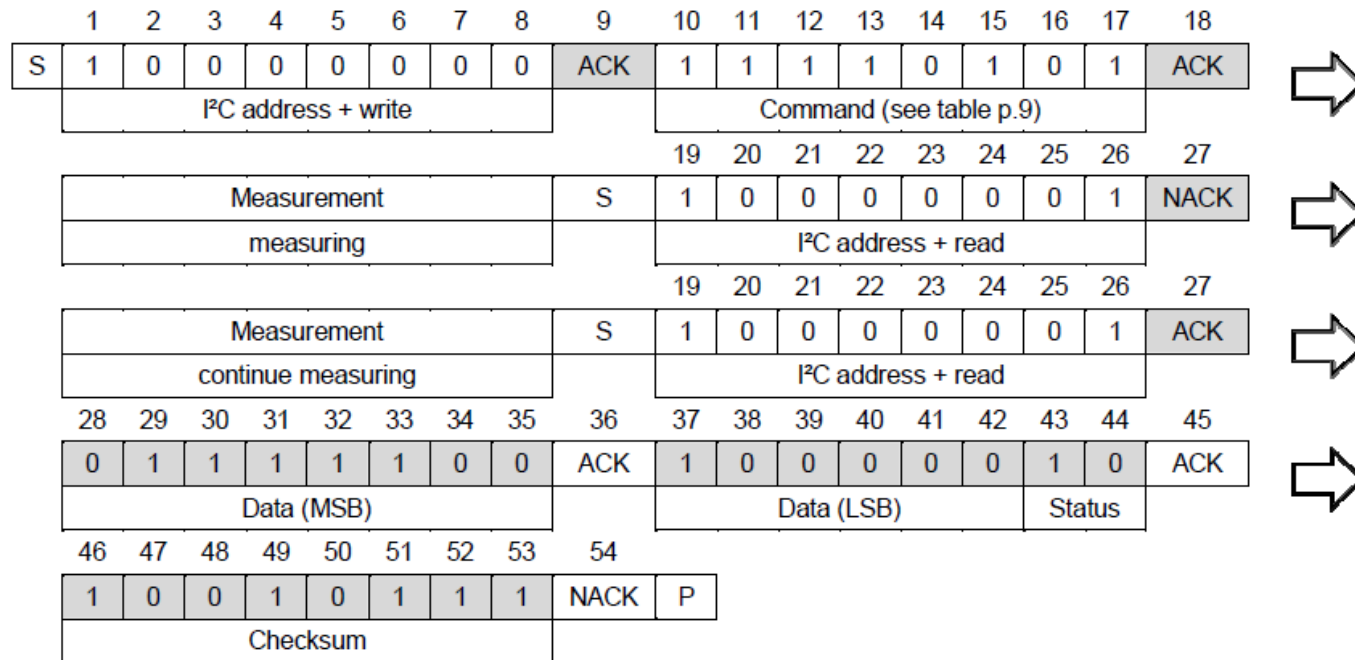 1 2 3 4 5 6 7 8 9 10 11 12 13 14 15 16 17 18
S 1 0 0 0 0 0 0 0 ACK 1 1 1 1 0 1 0 1 ACK
I²C address + write Command (see table p.9)
19 20 21 22 23 24 25 26 27
Measurement S 1 0 0 0 0 0 0 1 NACK
measuring I²C address + read
19 20 21 22 23 24 25 26 27
Measurement S 1 0 0 0 0 0 0 1 ACK
continue measuring I²C address + read
28 29 30 31 32 33 34 35 36 37 38 39 40 41 42 43 44 45
0 1 1 1 1 1 0 0 ACK 1 0 0 0 0 0 1 0 ACK
Data (MSB) Data (LSB) Status
46 47 48 49 50 51 52 53 54
1 0 0 1 0 1 1 1 NACK P
Checksum